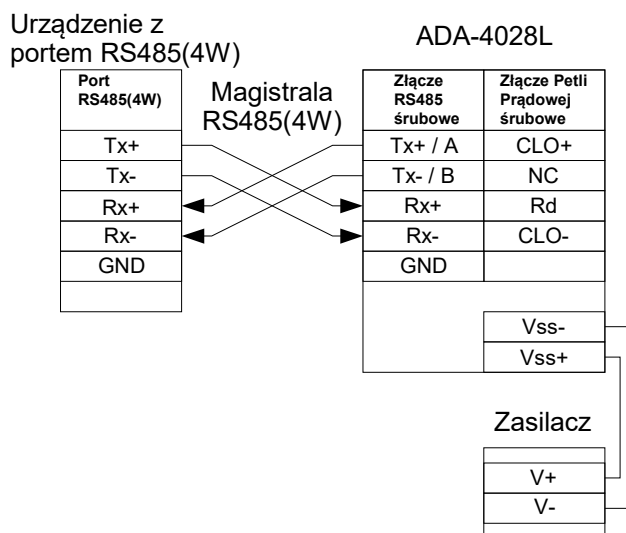 Urządzenie z
portem RS485(4W)
ADA-4028L
Port
RS485(4W)
Magistrala
RS485(4W)
Złącze
RS485
śrubowe
Złącze Petli
Prądowej
śrubowe
Tx+
Tx+ / A
CLO+
Tx-
Tx- / B
NC
Rx+
Rx+
Rd
Rx-
Rx-
CLO-
GND
GND
Vss-
Vss+
Zasilacz
V+
V-